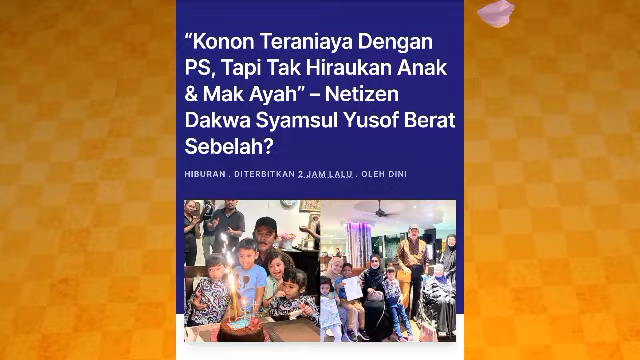 “Konon Teraniaya Dengan
PS, Tapi Tak Hiraukan Anak
& Mak Ayah” – Netizen
Dakwa Syamsul Yusof Berat
Sebelah?
HIBURAN . DITERBITKAN 2 JAM LALU . OLEH DINI